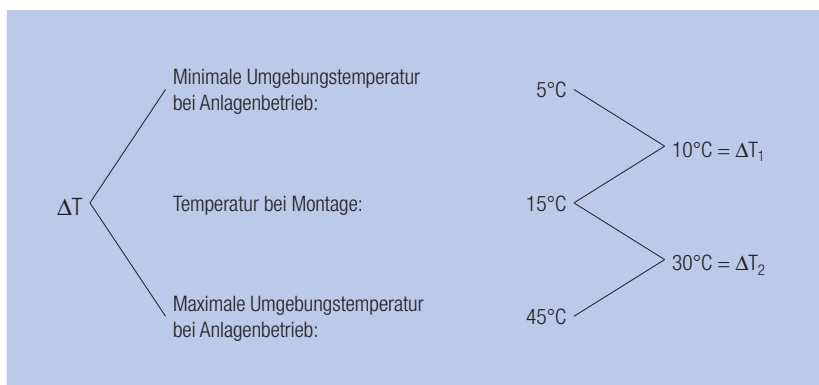 Minimale Umgebungstemperatur
bei Anlagenbetrieb:
5°C
10°C = ΔT₁
ΔT
Temperatur bei Montage:
15°C
30°C = ΔT₂
Maximale Umgebungstemperatur
bei Anlagenbetrieb:
45°C